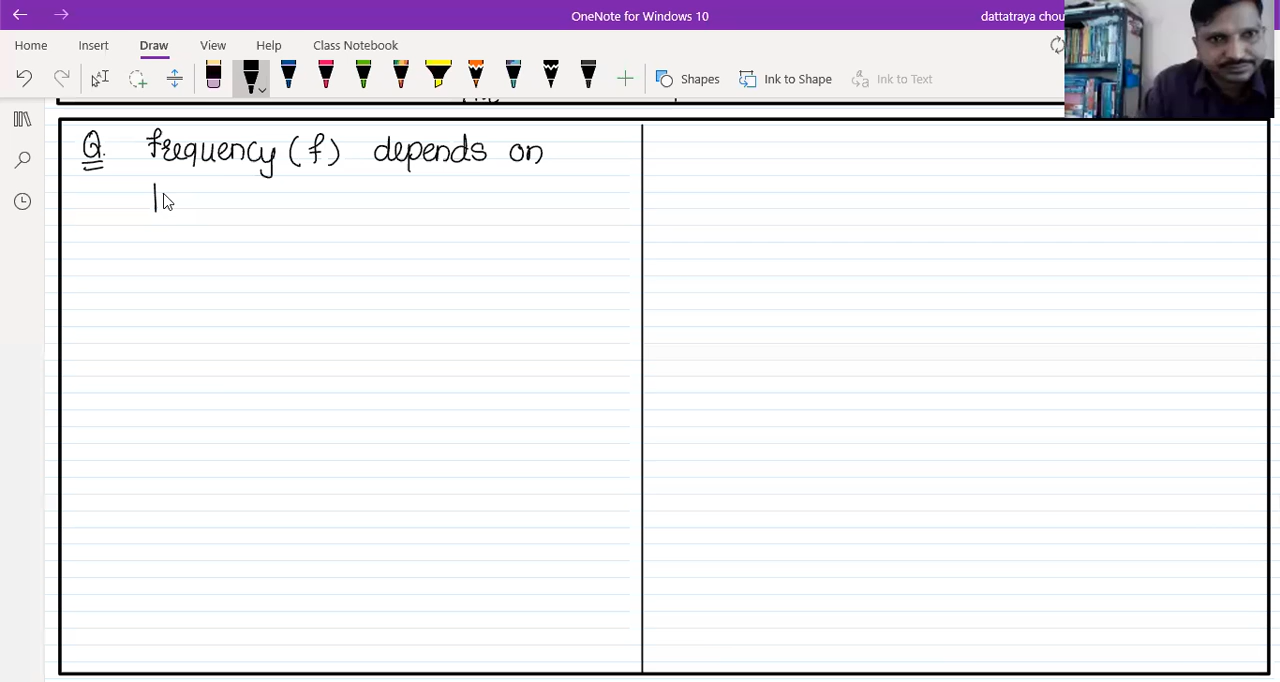 OneNote for Windows 10
dattatraya chou
Home Insert Draw View Help Class Notebook
Shapes Ink to Shape Ink to Text
Q. Frequency (f) depends on